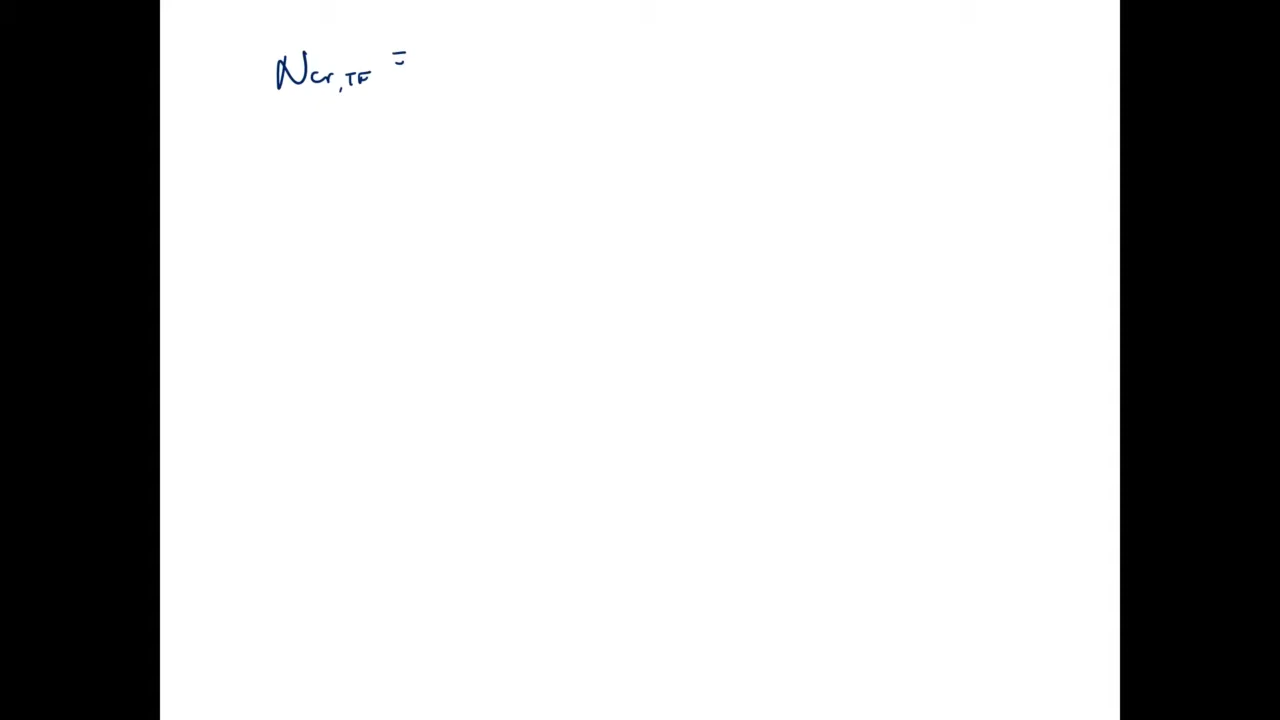 Ncr,TF =